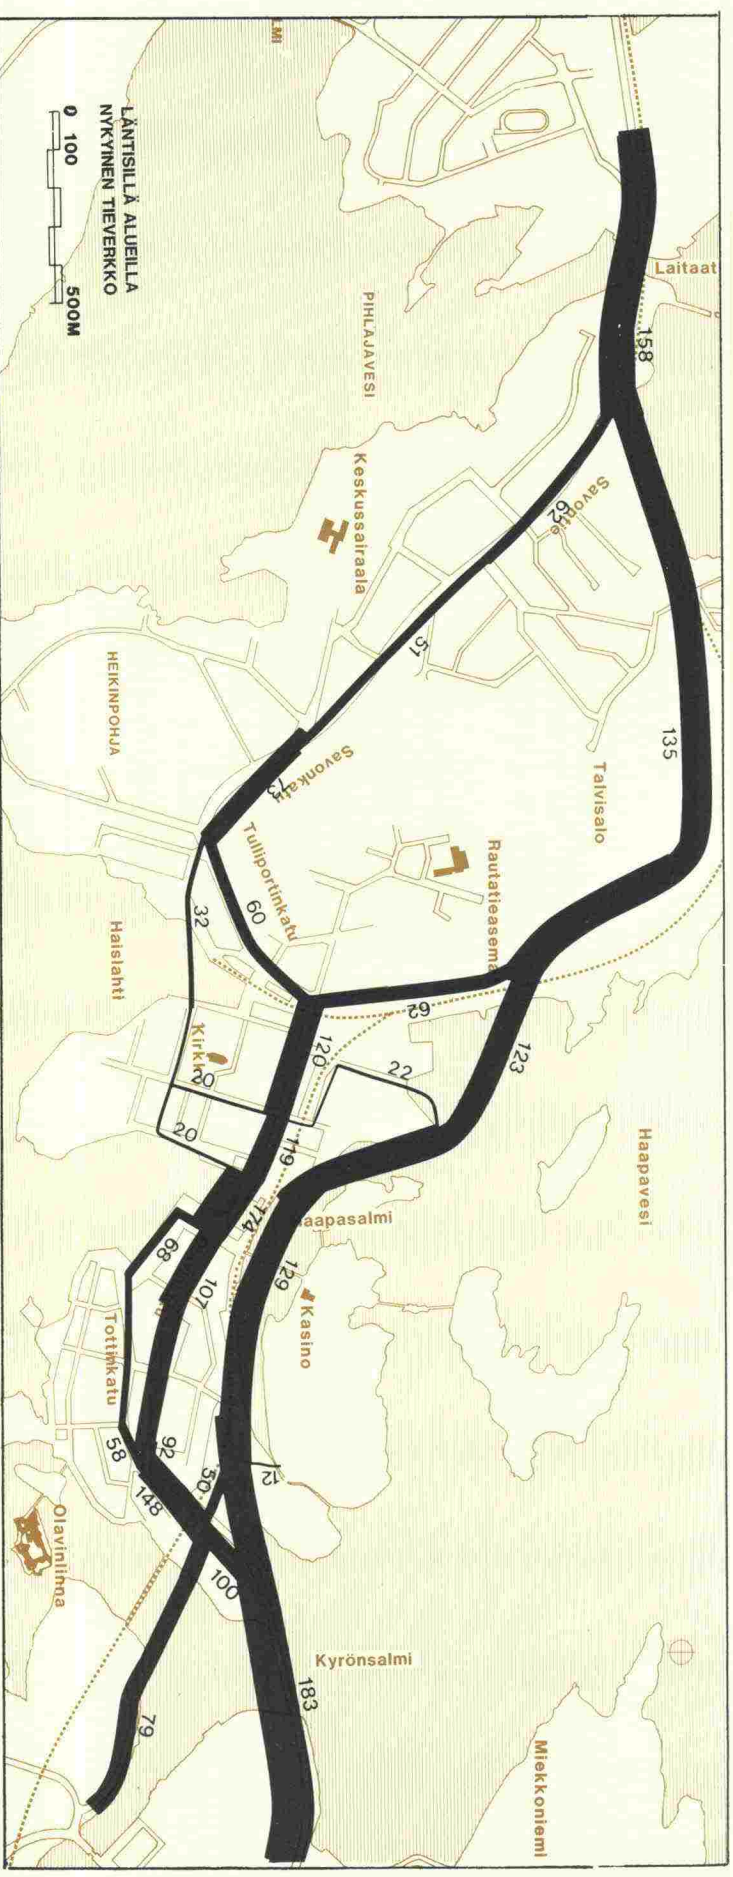 LÄNTISILLÄ ALUEILLA
NYKYINEN TIEVERKKO
0 100 500M
LMI
Laitaat
158
PIHLAJAVESI
Keskussairaala
Savontie
62
51
135
Talvisalo
HEIKINPOHJA
Savonkatu
73
Tulliportinkatu
60
Rautatieasema
32
Haislahti
Kirkko
62
120
22
123
20
20
119
Haapavesi
Haapasalmi
174
129
Kasino
68
107
Tottinkatu
58
92
148
50
12
100
Olavinlinna
Kyrönsalmi
183
79
Miekkoniemi